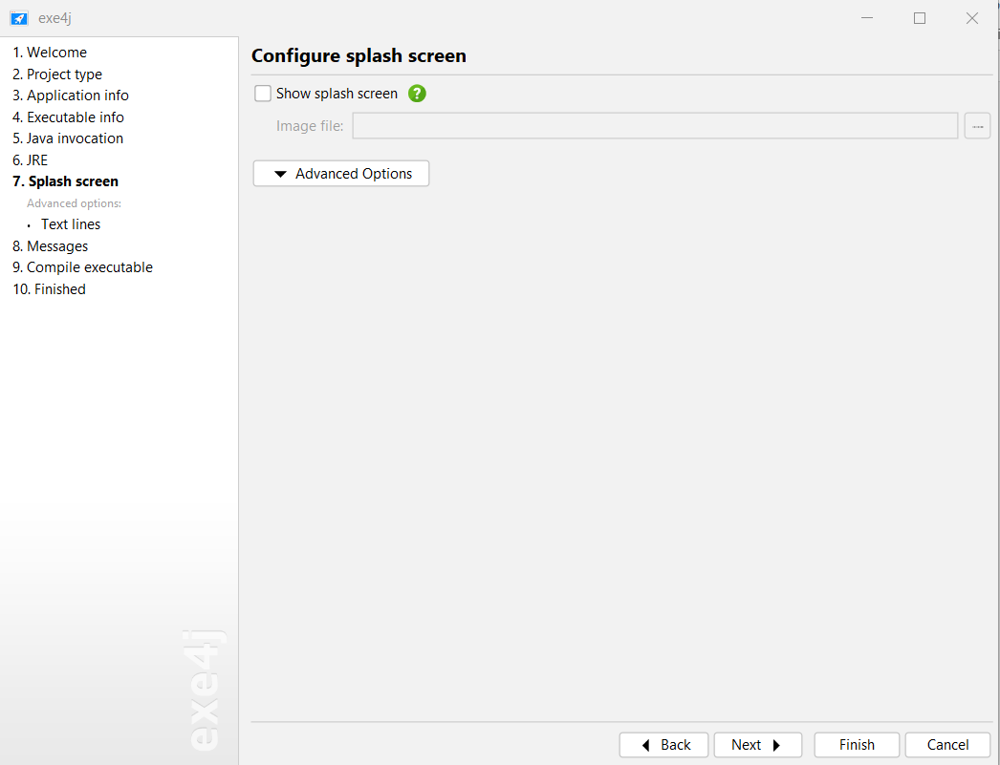 exe4j
1. Welcome
2. Project type
3. Application info
4. Executable info
5. Java invocation
6. JRE
7. Splash screen
Advanced options:
· Text lines
8. Messages
9. Compile executable
10. Finished
exe4j
Configure splash screen
Show splash screen ?
Image file: ...
Advanced Options
Back Next Finish Cancel